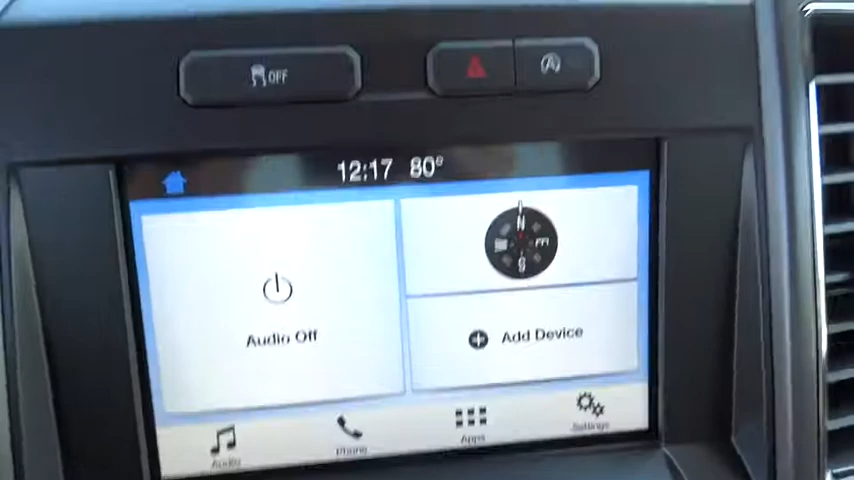 OFF
12:17 80°
N
W E
S
Audio Off
Add Device
Audio Phone Apps Settings